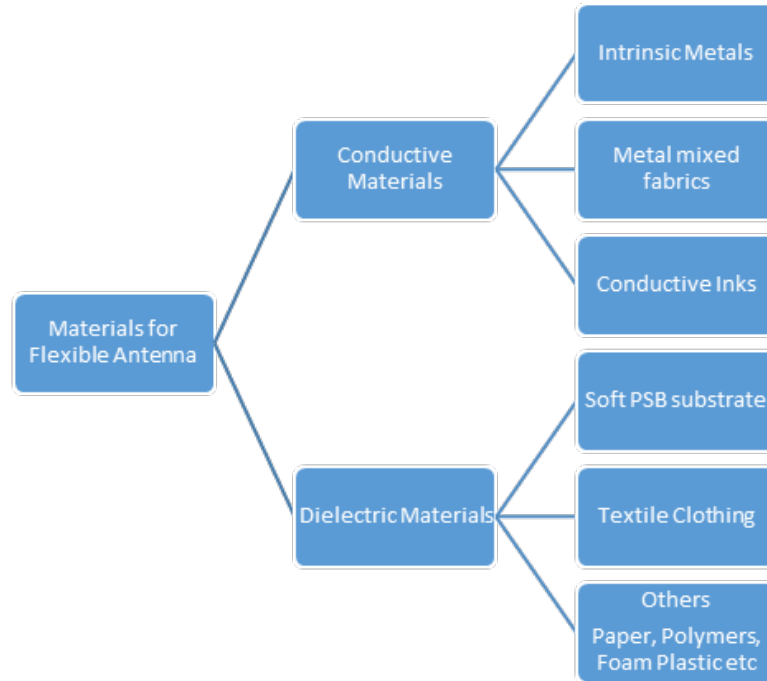 Materials for
Flexible Antenna
Conductive
Materials
Intrinsic Metals
Metal mixed
fabrics
Conductive Inks
Dielectric Materials
Soft PSB substrate
Textile Clothing
Others
Paper, Polymers,
Foam Plastic etc